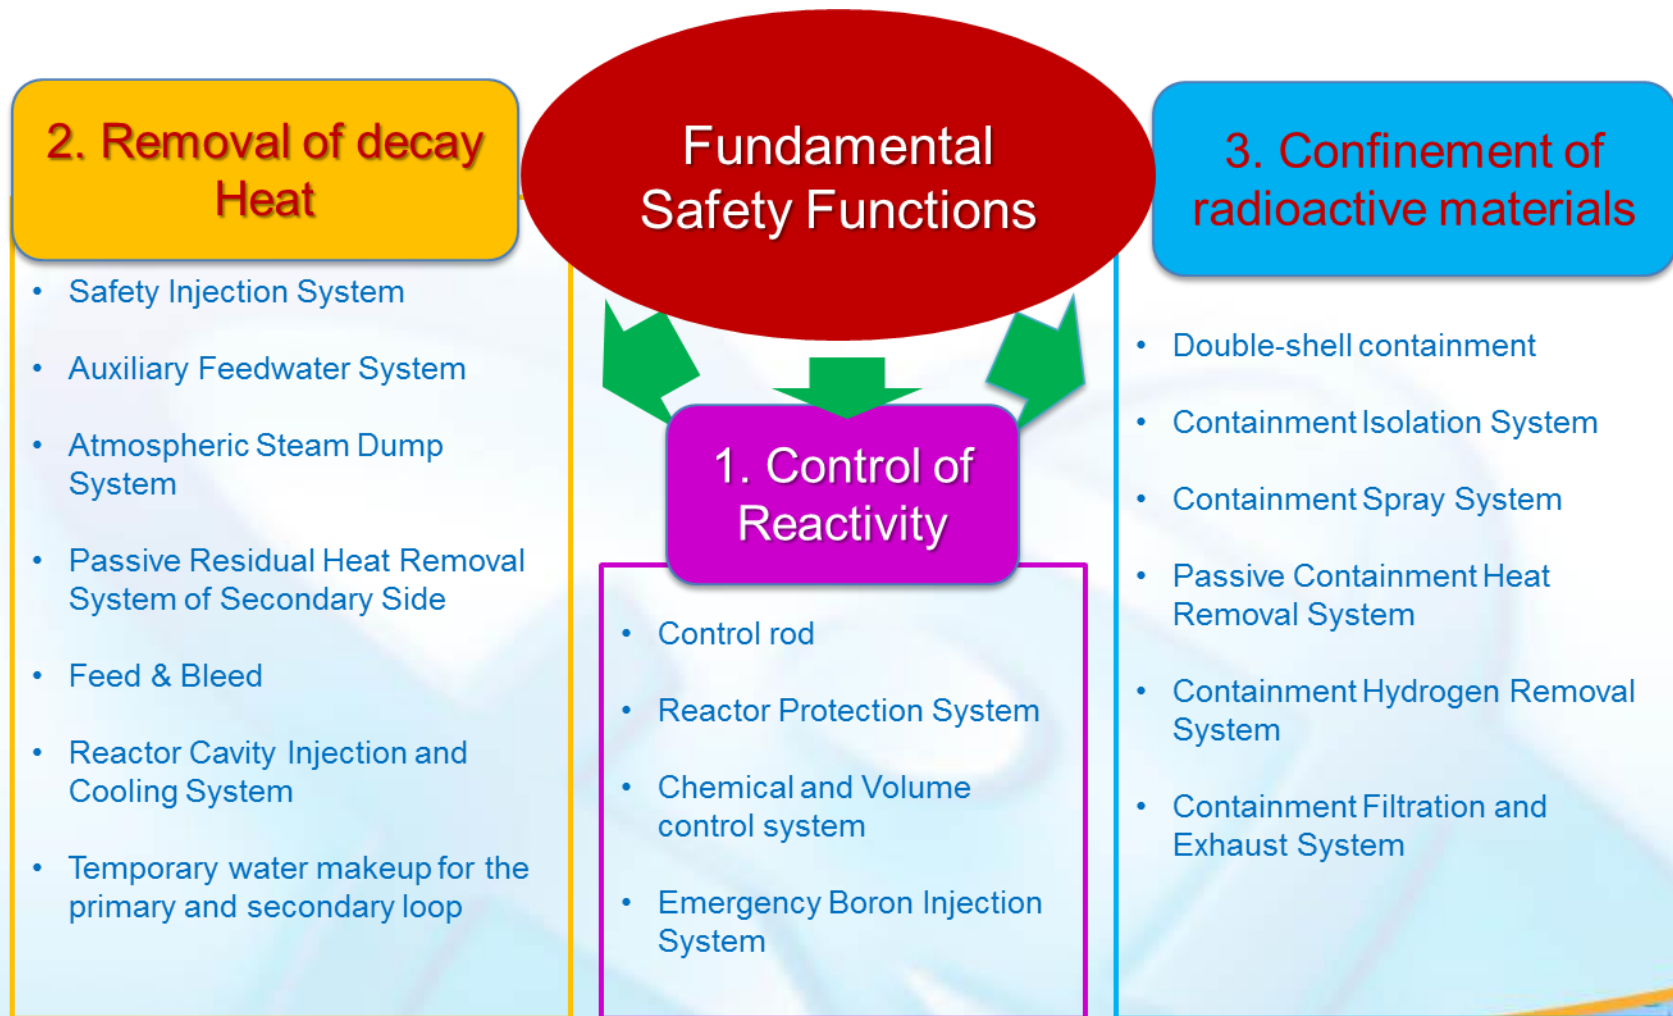 Fundamental
Safety Functions
2. Removal of decay
Heat
• Safety Injection System
• Auxiliary Feedwater System
• Atmospheric Steam Dump
System
• Passive Residual Heat Removal
System of Secondary Side
• Feed & Bleed
• Reactor Cavity Injection and
Cooling System
• Temporary water makeup for the
primary and secondary loop
1. Control of
Reactivity
• Control rod
• Reactor Protection System
• Chemical and Volume
control system
• Emergency Boron Injection
System
3. Confinement of
radioactive materials
• Double-shell containment
• Containment Isolation System
• Containment Spray System
• Passive Containment Heat
Removal System
• Containment Hydrogen Removal
System
• Containment Filtration and
Exhaust System